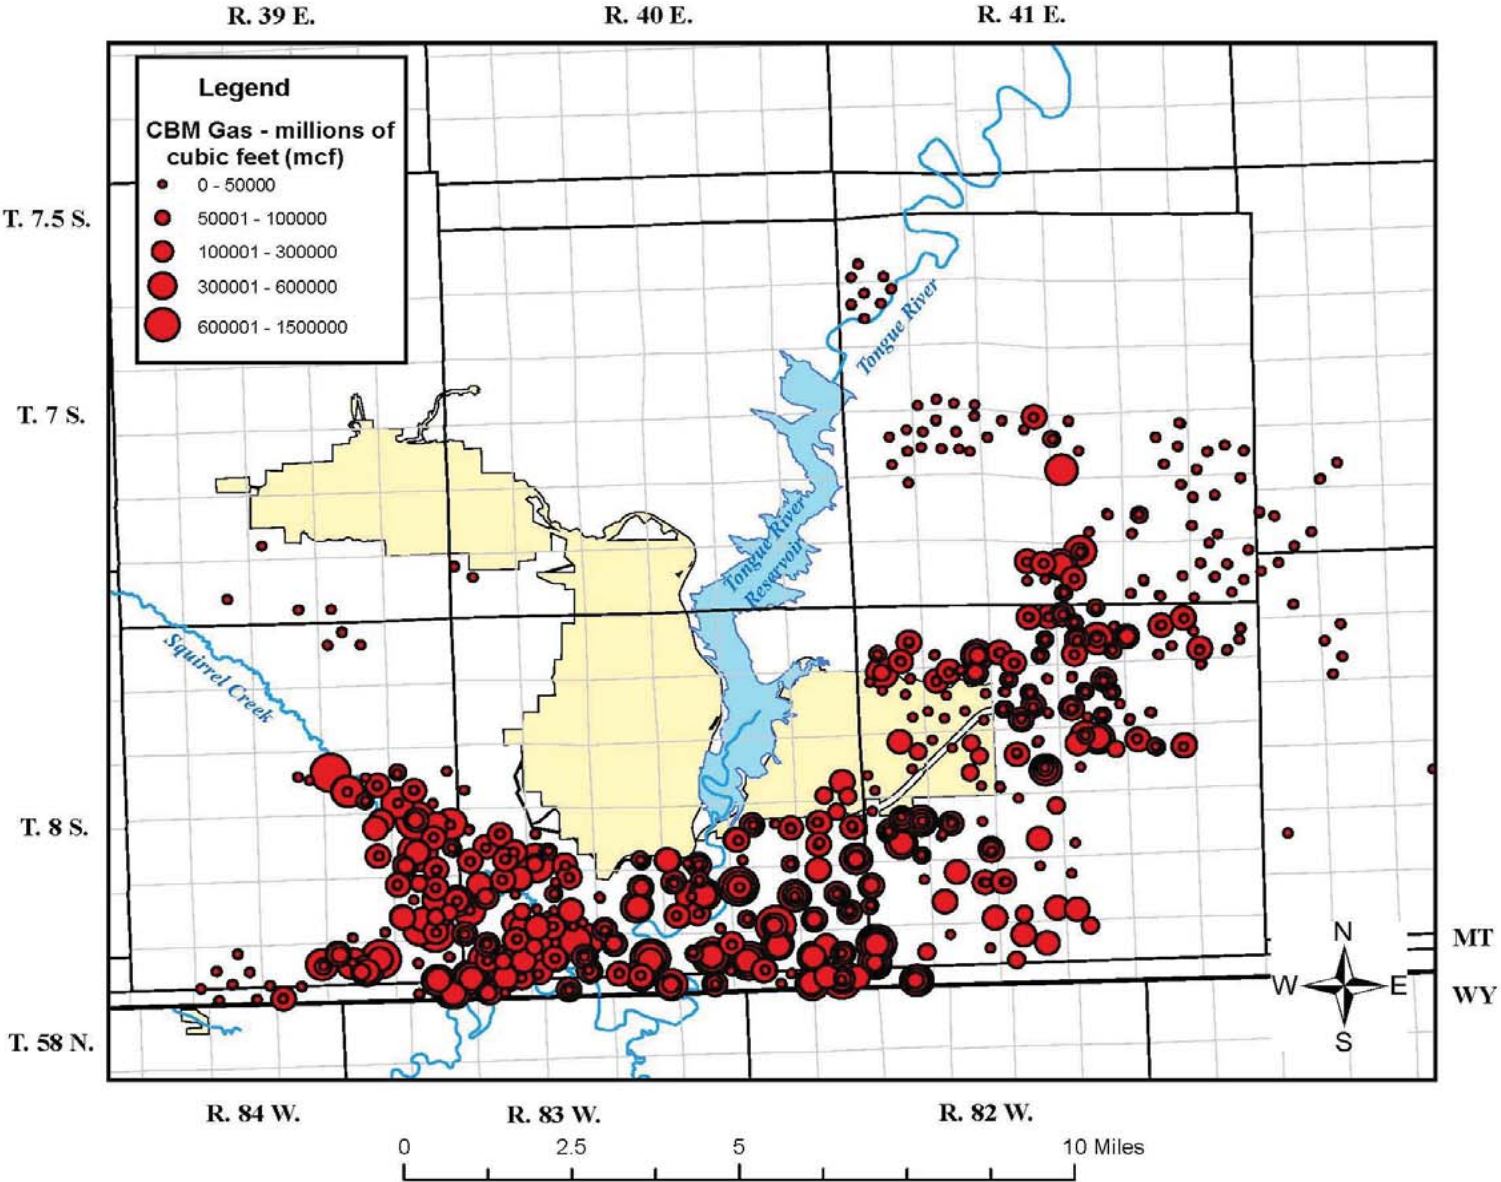 R. 39 E.
R. 40 E.
R. 41 E.
Legend
CBM Gas - millions of
cubic feet (mcf)
0 - 50000
50001 - 100000
100001 - 300000
300001 - 600000
600001 - 1500000
T. 7.5 S.
Tongue River
T. 7 S.
Tongue River
Reservoir
Squirrel Creek
T. 8 S.
N
MT
W
E
WY
S
T. 58 N.
R. 84 W.
R. 83 W.
R. 82 W.
0
2.5
5
10 Miles